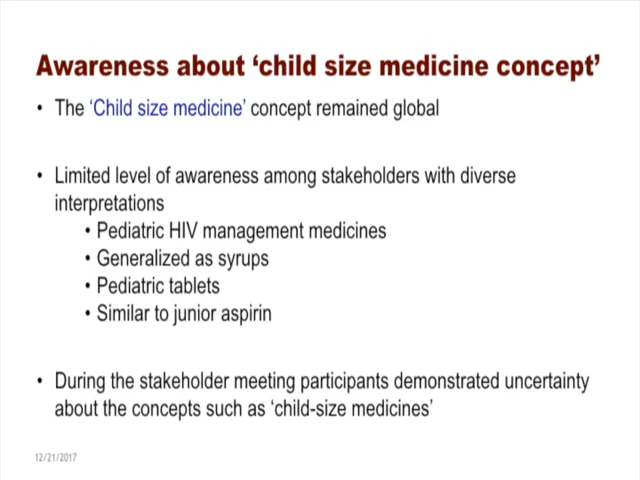 Awareness about ‘child size medicine concept’
• The ‘Child size medicine’ concept remained global
• Limited level of awareness among stakeholders with diverse
interpretations
• Pediatric HIV management medicines
• Generalized as syrups
• Pediatric tablets
• Similar to junior aspirin
• During the stakeholder meeting participants demonstrated uncertainty
about the concepts such as ‘child-size medicines’
12/21/2017